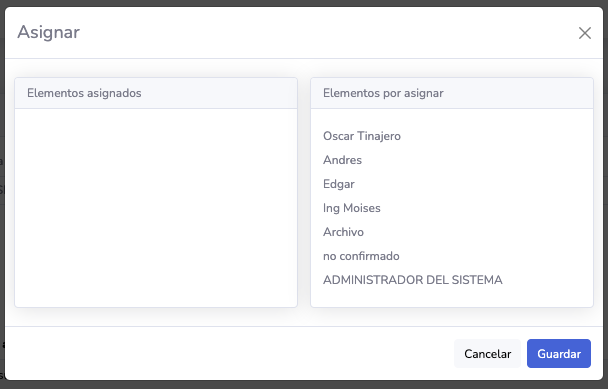 Asignar
Elementos asignados
Elementos por asignar
Oscar Tinajero
Andres
Edgar
Ing Moises
Archivo
no confirmado
ADMINISTRADOR DEL SISTEMA
Cancelar
Guardar